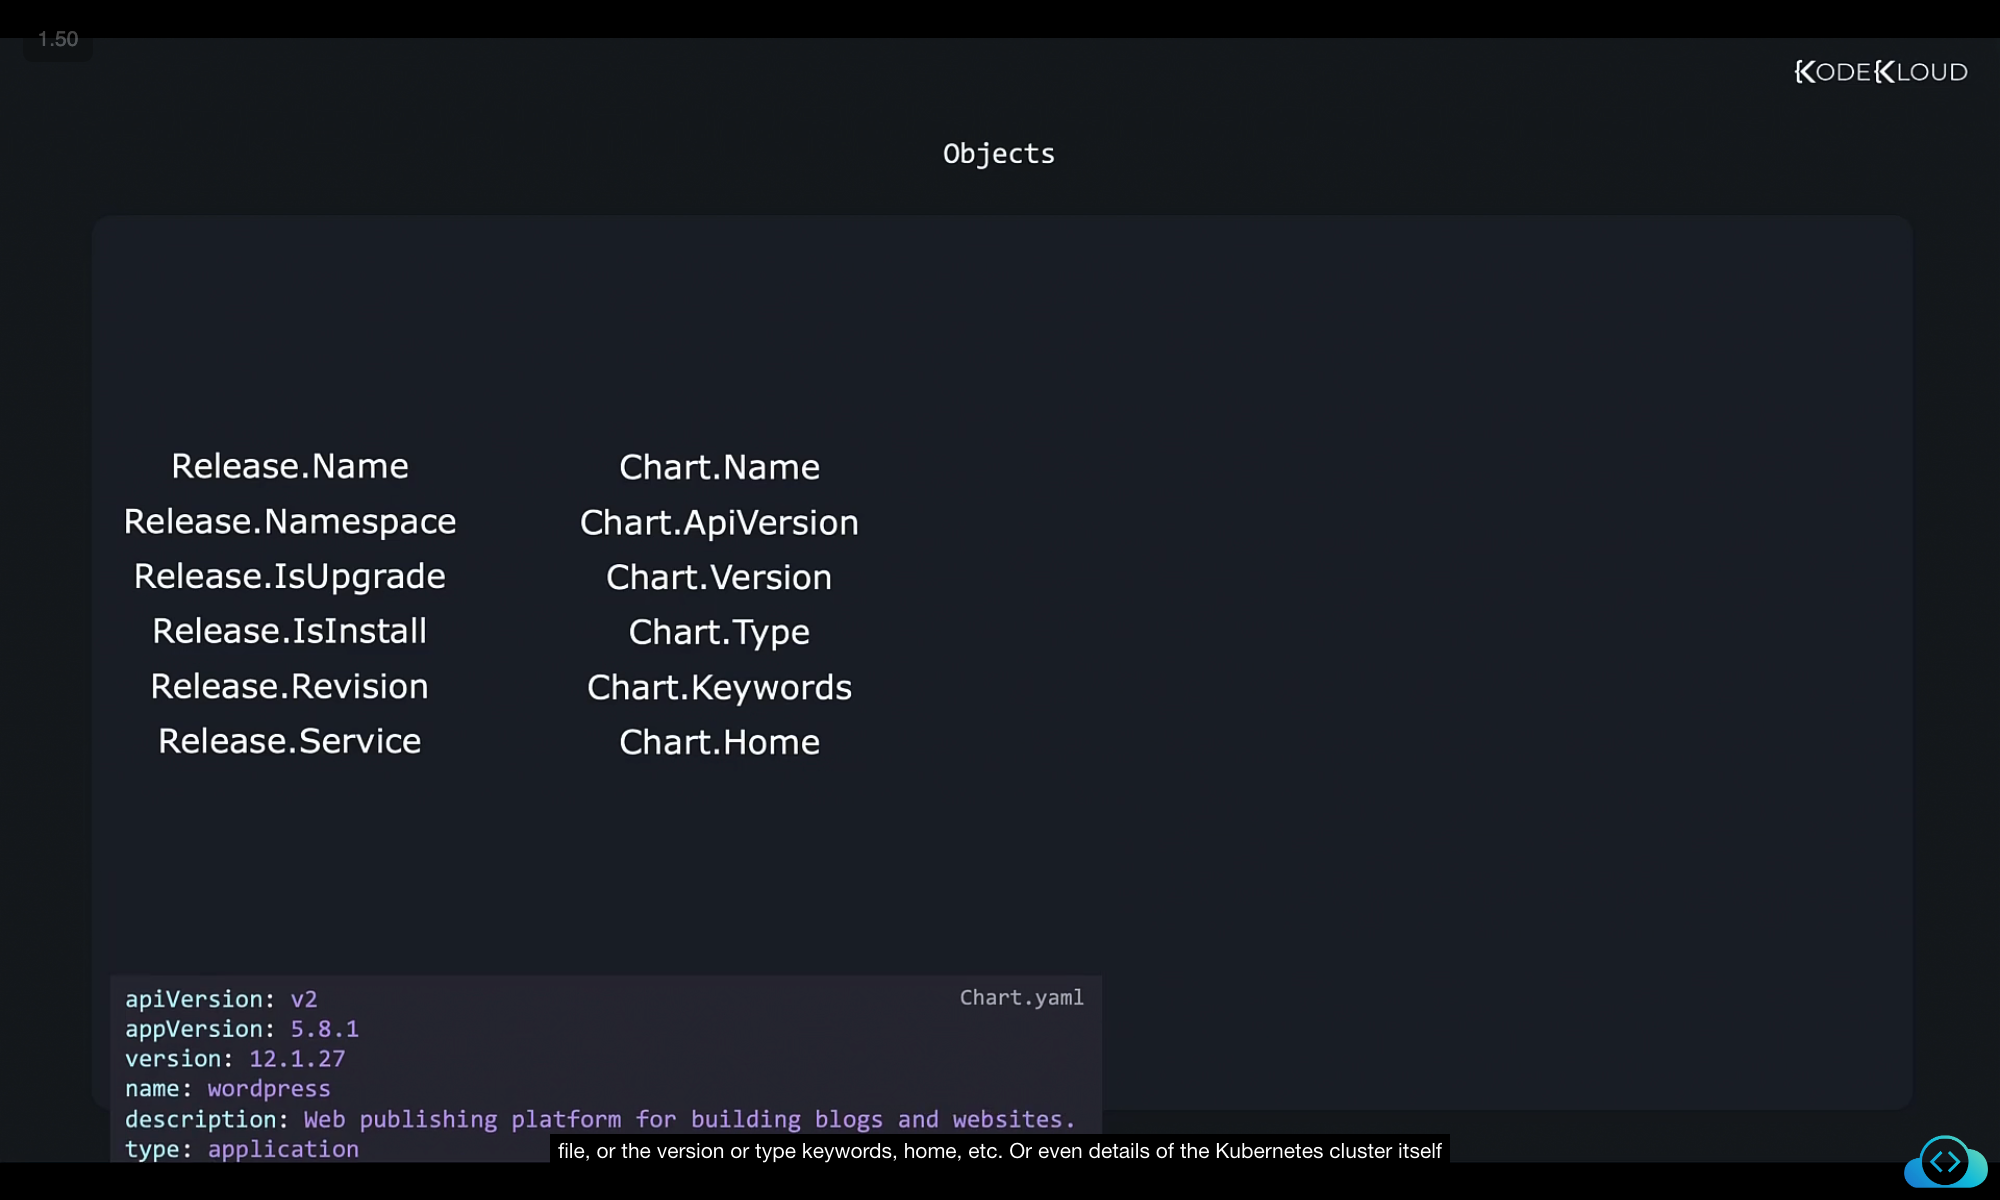 1.50
KODEKLOUD
Objects
Release.Name
Release.Namespace
Release.IsUpgrade
Release.IsInstall
Release.Revision
Release.Service
Chart.Name
Chart.ApiVersion
Chart.Version
Chart.Type
Chart.Keywords
Chart.Home
Chart.yaml
apiVersion: v2
appVersion: 5.8.1
version: 12.1.27
name: wordpress
description: Web publishing platform for building blogs and websites.
type: application
file, or the version or type keywords, home, etc. Or even details of the Kubernetes cluster itself